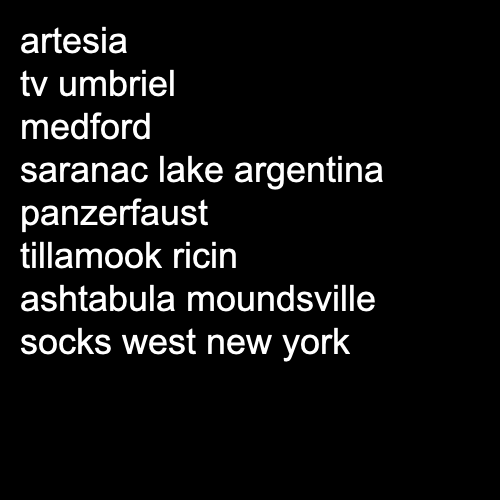 artesia
tv umbriel
medford
saranac lake argentina
panzerfaust
tillamook ricin
ashtabula moundsville
socks west new york